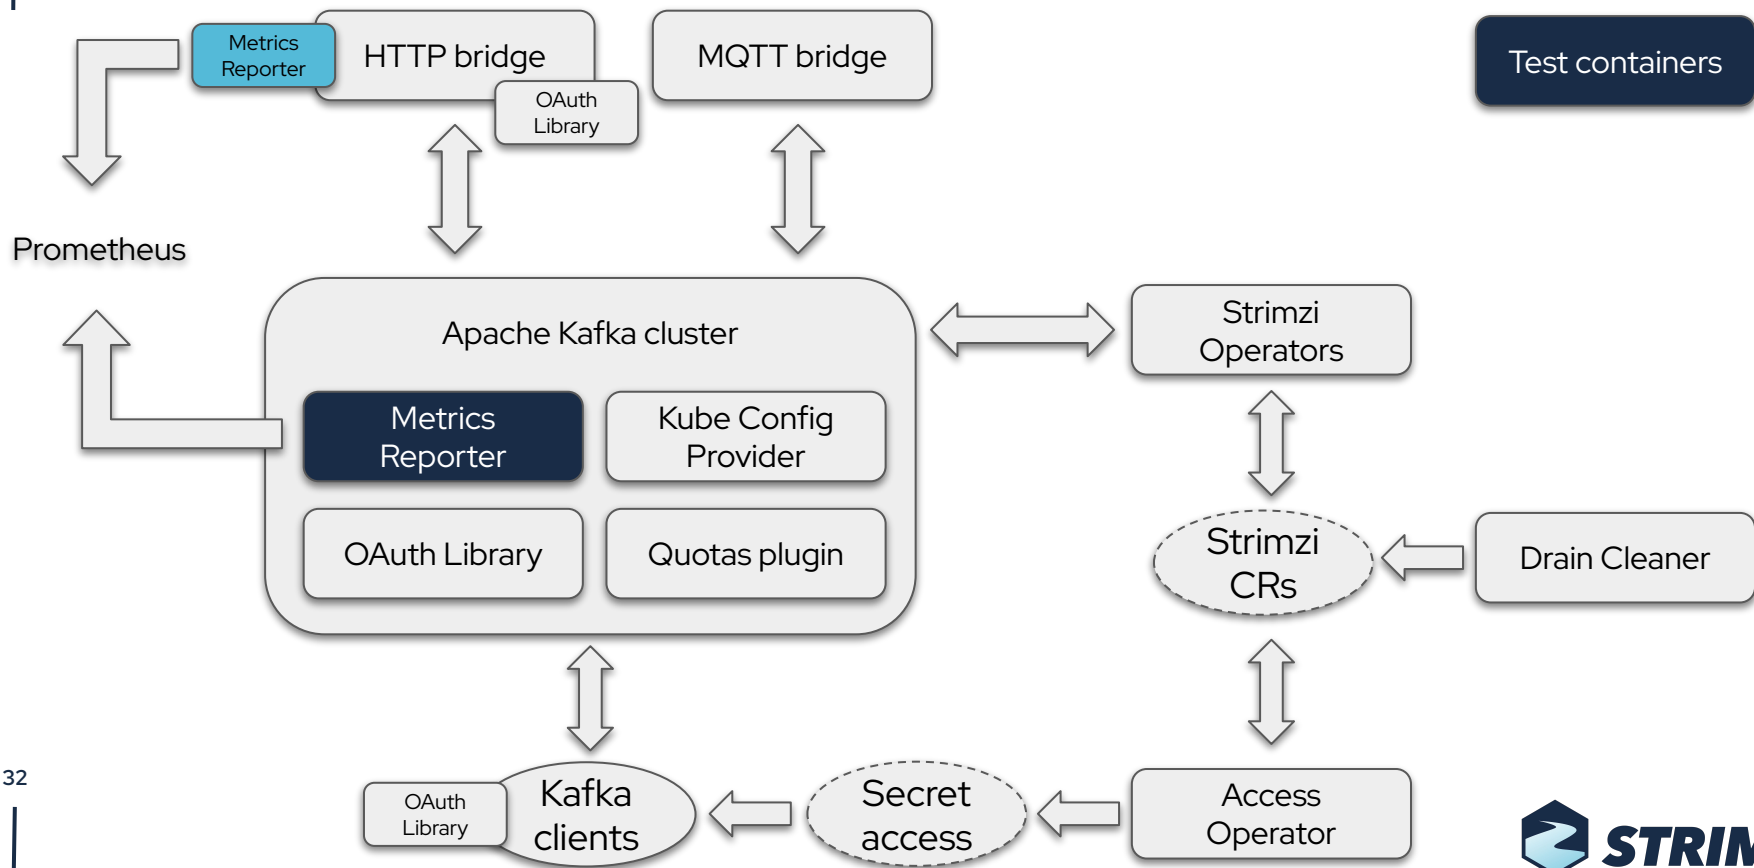 Metrics
Reporter
HTTP bridge
OAuth
Library
MQTT bridge
Test containers
Prometheus
Apache Kafka cluster
Metrics
Reporter
Kube Config
Provider
OAuth Library
Quotas plugin
Strimzi
Operators
Strimzi
CRs
Drain Cleaner
OAuth
Library
Kafka
clients
Secret
access
Access
Operator
32
STRIM